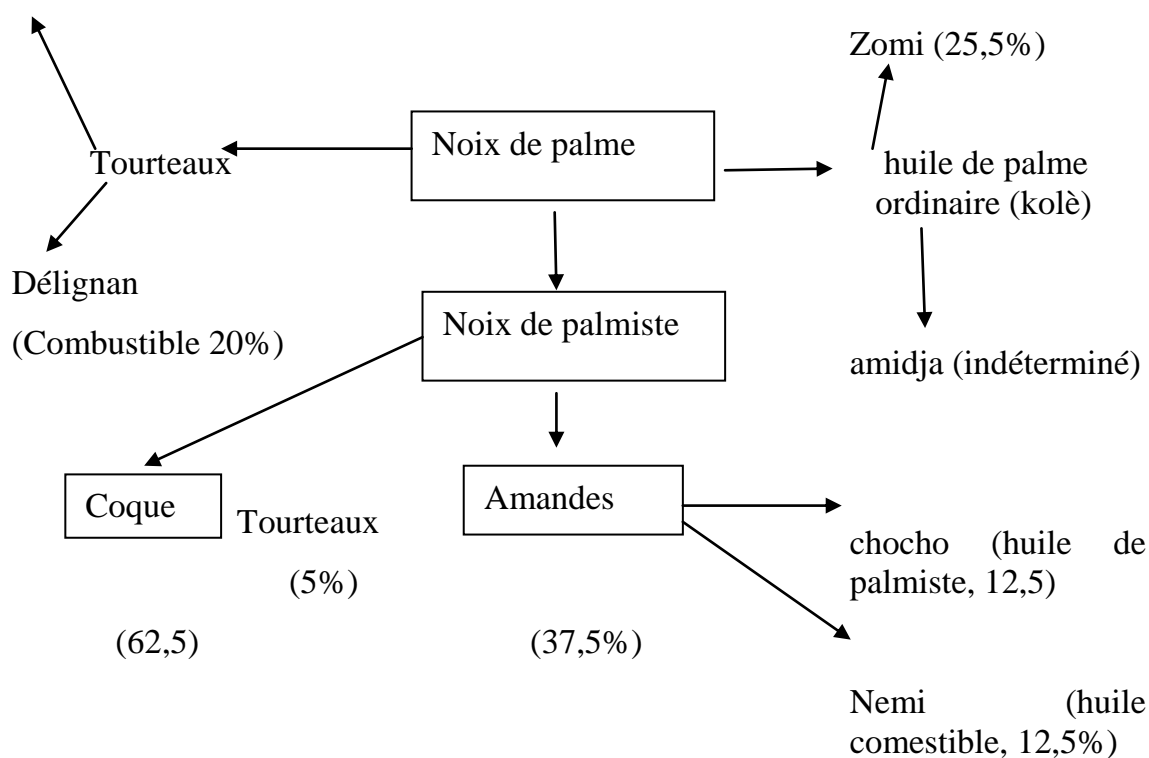 Zomi (25,5%)
Noix de palme
Tourteaux
huile de palme
ordinaire (kolè)
Délignan
(Combustible 20%)
Noix de palmiste
amidja (indéterminé)
Coque
Tourteaux
(5%)
(62,5)
Amandes
(37,5%)
chocho (huile de
palmiste, 12,5)
Nemi (huile
comestible, 12,5%)